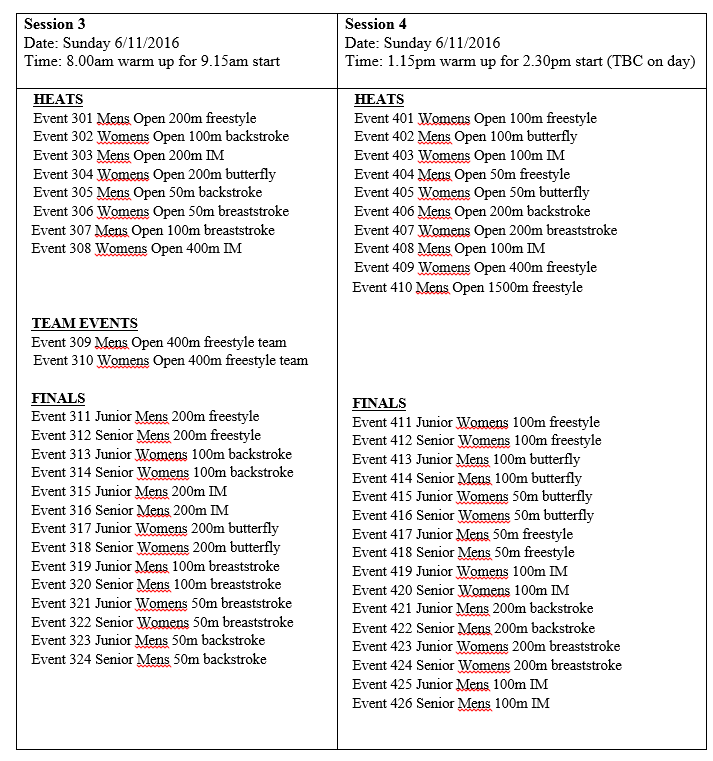 Session 3
Date: Sunday 6/11/2016
Time: 8.00am warm up for 9.15am start
HEATS
Event 301 Mens Open 200m freestyle
Event 302 Womens Open 100m backstroke
Event 303 Mens Open 200m IM
Event 304 Womens Open 200m butterfly
Event 305 Mens Open 50m backstroke
Event 306 Womens Open 50m breaststroke
Event 307 Mens Open 100m breaststroke
Event 308 Womens Open 400m IM
TEAM EVENTS
Event 309 Mens Open 400m freestyle team
Event 310 Womens Open 400m freestyle team
FINALS
Event 311 Junior Mens 200m freestyle
Event 312 Senior Mens 200m freestyle
Event 313 Junior Womens 100m backstroke
Event 314 Senior Womens 100m backstroke
Event 315 Junior Mens 200m IM
Event 316 Senior Mens 200m IM
Event 317 Junior Womens 200m butterfly
Event 318 Senior Womens 200m butterfly
Event 319 Junior Mens 100m breaststroke
Event 320 Senior Mens 100m breaststroke
Event 321 Junior Womens 50m breaststroke
Event 322 Senior Womens 50m breaststroke
Event 323 Junior Mens 50m backstroke
Event 324 Senior Mens 50m backstroke
Session 4
Date: Sunday 6/11/2016
Time: 1.15pm warm up for 2.30pm start (TBC on day)
HEATS
Event 401 Womens Open 100m freestyle
Event 402 Mens Open 100m butterfly
Event 403 Womens Open 100m IM
Event 404 Mens Open 50m freestyle
Event 405 Womens Open 50m butterfly
Event 406 Mens Open 200m backstroke
Event 407 Womens Open 200m breaststroke
Event 408 Mens Open 100m IM
Event 409 Womens Open 400m freestyle
Event 410 Mens Open 1500m freestyle
FINALS
Event 411 Junior Womens 100m freestyle
Event 412 Senior Womens 100m freestyle
Event 413 Junior Mens 100m butterfly
Event 414 Senior Mens 100m butterfly
Event 415 Junior Womens 50m butterfly
Event 416 Senior Womens 50m butterfly
Event 417 Junior Mens 50m freestyle
Event 418 Senior Mens 50m freestyle
Event 419 Junior Womens 100m IM
Event 420 Senior Womens 100m IM
Event 421 Junior Mens 200m backstroke
Event 422 Senior Mens 200m backstroke
Event 423 Junior Womens 200m breaststroke
Event 424 Senior Womens 200m breaststroke
Event 425 Junior Mens 100m IM
Event 426 Senior Mens 100m IM